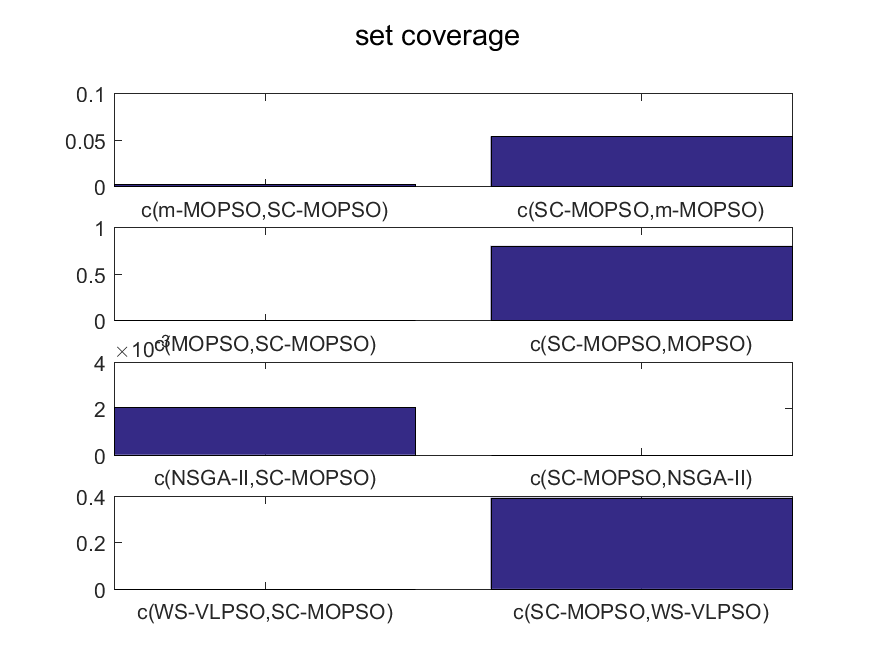 set coverage
0.1
0.05
0
c(m-MOPSO,SC-MOPSO) c(SC-MOPSO,m-MOPSO)
1
0.5
0
c(MOPSO,SC-MOPSO) c(SC-MOPSO,MOPSO)
×10⁻³
4
2
0
c(NSGA-II,SC-MOPSO) c(SC-MOPSO,NSGA-II)
0.4
0.2
0
c(WS-VLPSO,SC-MOPSO) c(SC-MOPSO,WS-VLPSO)